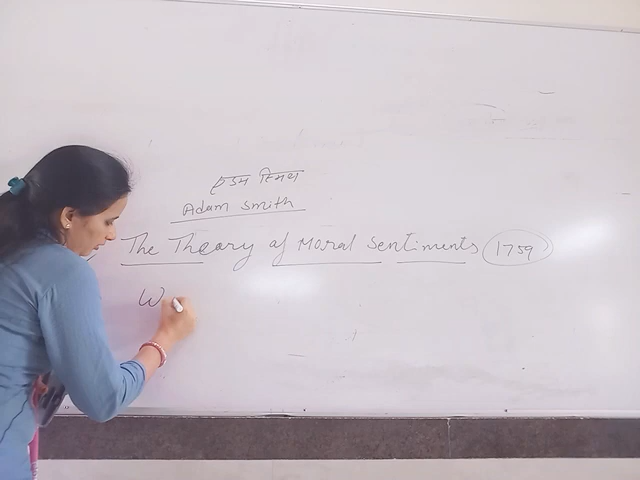 एडम स्मिथ
Adam Smith
The Theory of Moral Sentiments 1759
W